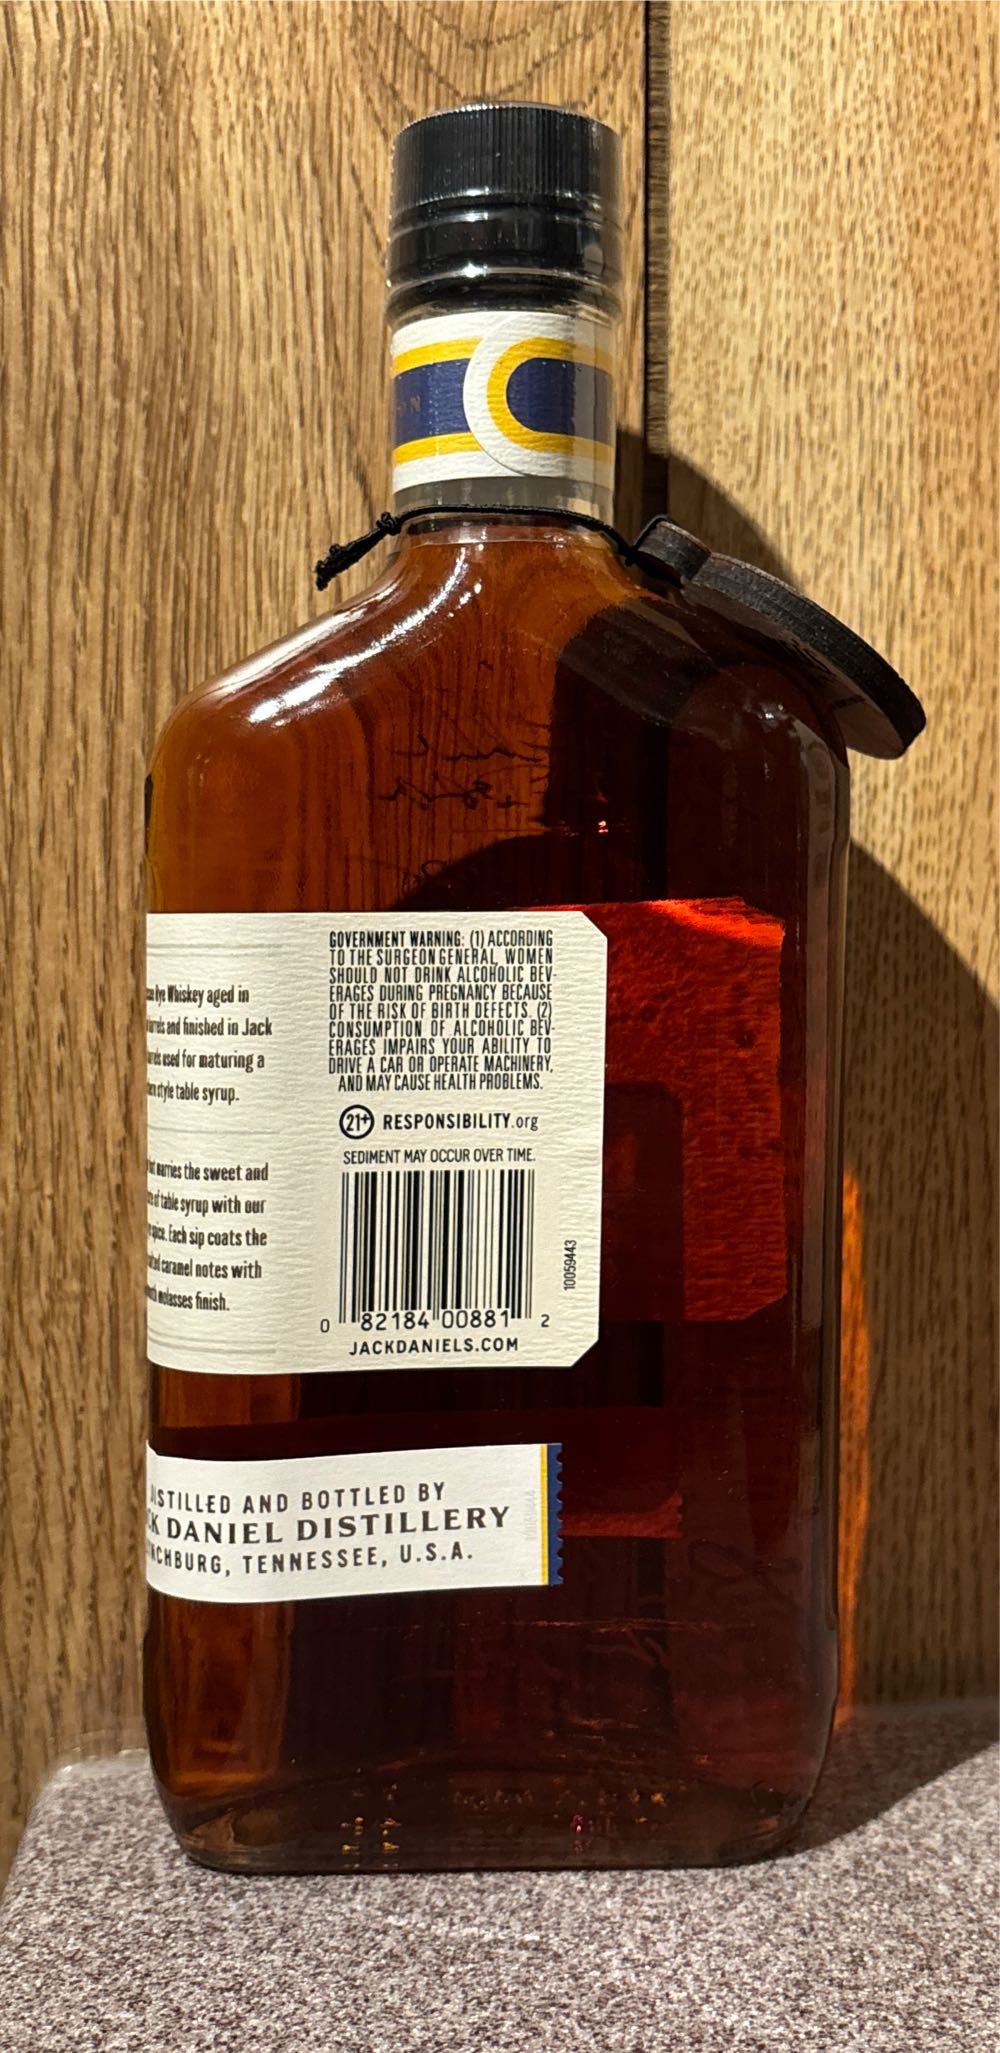 ON
Rye Whiskey aged in
and finished in Jack
used for maturing a
style table syrup.
marries the sweet and
of table syrup with our
spice. Each sip coats the
caramel notes with
molasses finish.
GOVERNMENT WARNING: (1) ACCORDING
TO THE SURGEON GENERAL, WOMEN
SHOULD NOT DRINK ALCOHOLIC BEV-
ERAGES DURING PREGNANCY BECAUSE
OF THE RISK OF BIRTH DEFECTS. (2)
CONSUMPTION OF ALCOHOLIC BEV-
ERAGES IMPAIRS YOUR ABILITY TO
DRIVE A CAR OR OPERATE MACHINERY,
AND MAY CAUSE HEALTH PROBLEMS.
21+ RESPONSIBILITY.org
SEDIMENT MAY OCCUR OVER TIME.
10059443
0 82184 00881 2
JACKDANIELS.COM
DISTILLED AND BOTTLED BY
CK DANIEL DISTILLERY
NCHBURG, TENNESSEE, U.S.A.